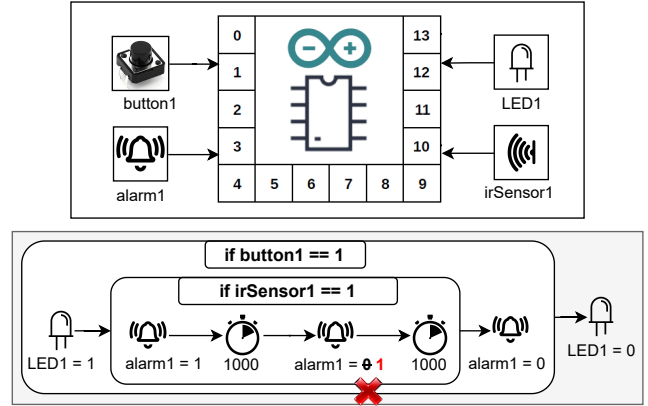 0
13
1
12
2
11
3
10
4 5 6 7 8 9
button1
LED1
alarm1
irSensor1
if button1 == 1
if irSensor1 == 1
LED1 = 1
alarm1 = 1
1000
alarm1 = 0 1
1000
alarm1 = 0
LED1 = 0